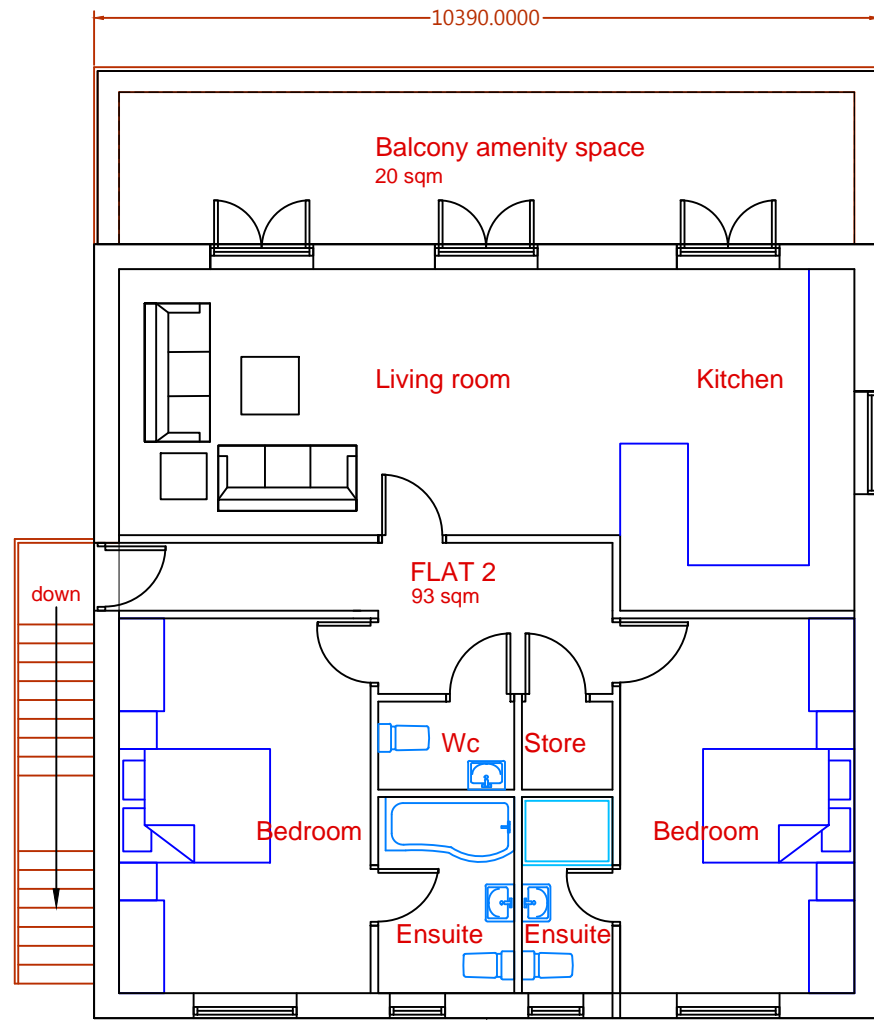 10390.0000
Balcony amenity space
20 sqm
Living room
Kitchen
FLAT 2
93 sqm
down
Wc
Store
Bedroom
Bedroom
Ensuite
Ensuite